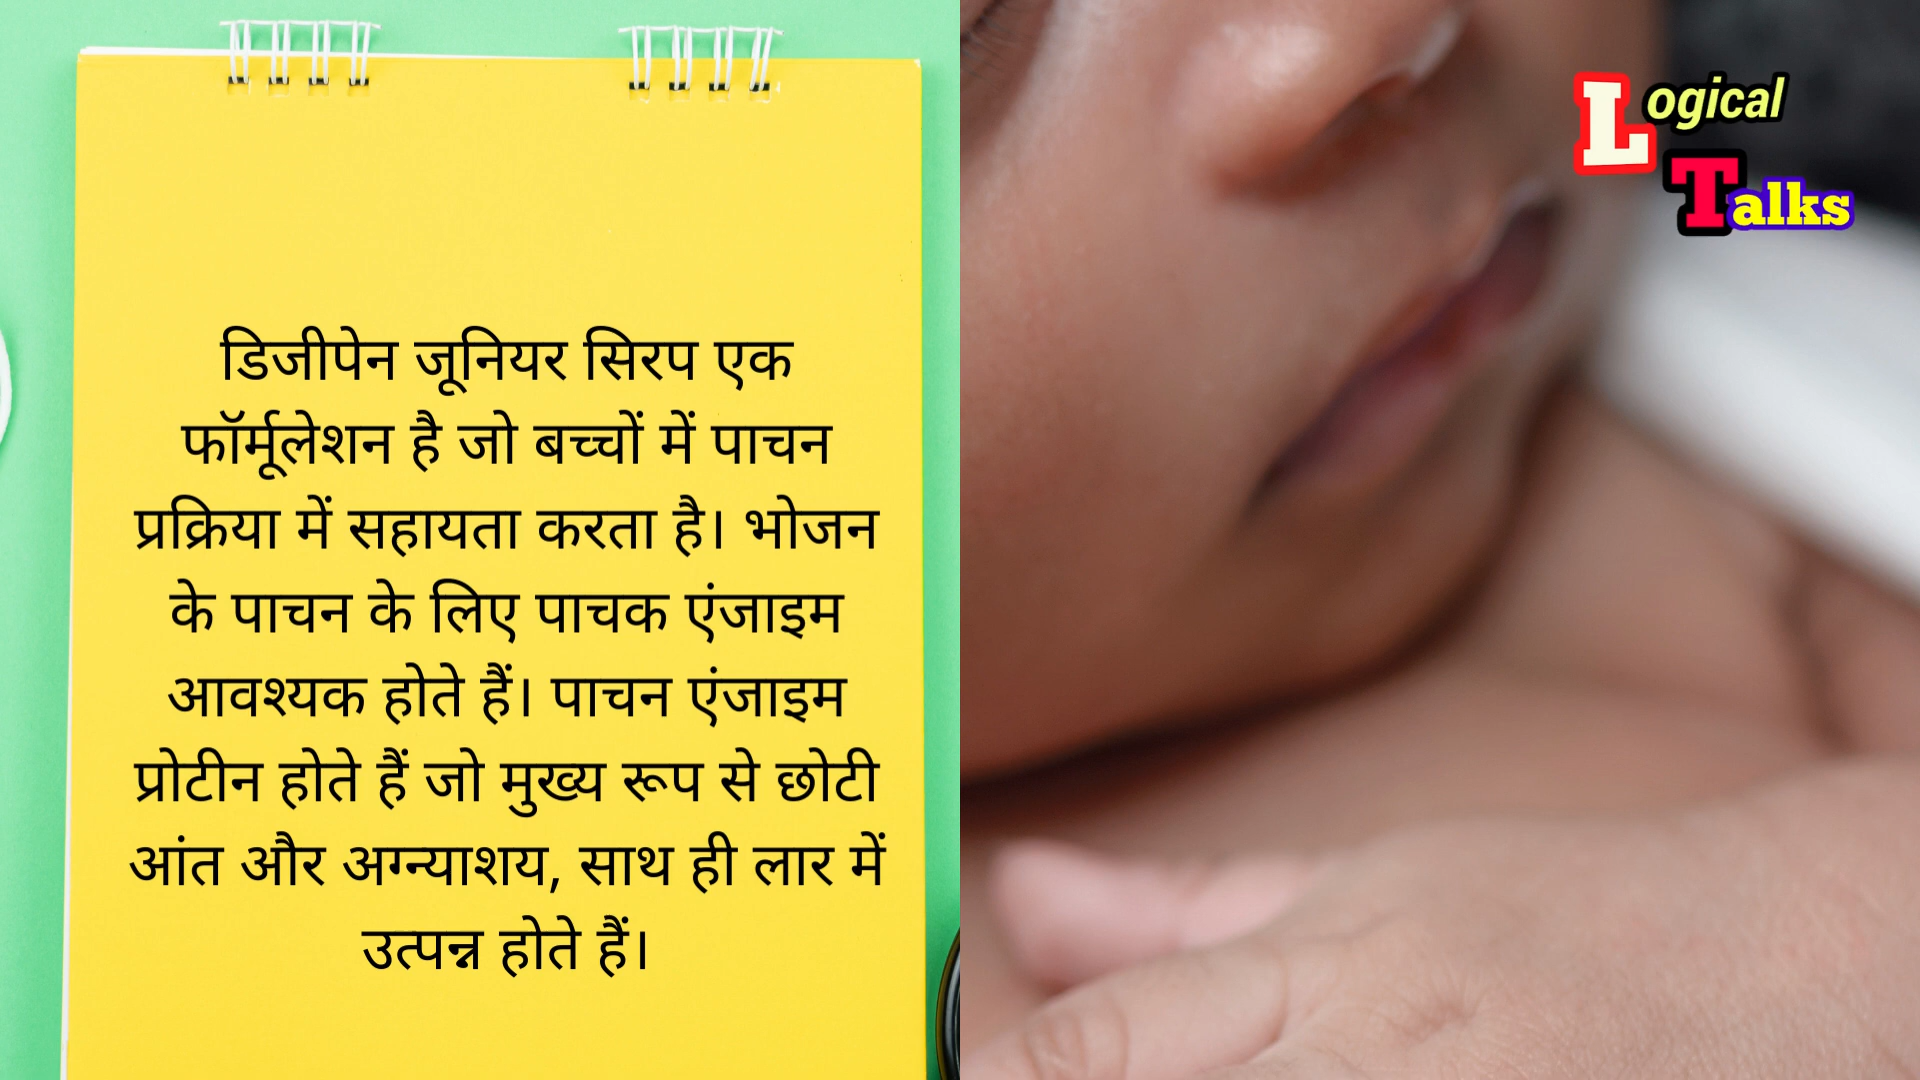 डिजीपेन जूनियर सिरप एक
फॉर्मूलेशन है जो बच्चों में पाचन
प्रक्रिया में सहायता करता है। भोजन
के पाचन के लिए पाचक एंजाइम
आवश्यक होते हैं। पाचन एंजाइम
प्रोटीन होते हैं जो मुख्य रूप से छोटी
आंत और अग्न्याशय, साथ ही लार में
उत्पन्न होते हैं।
Logical
Talks